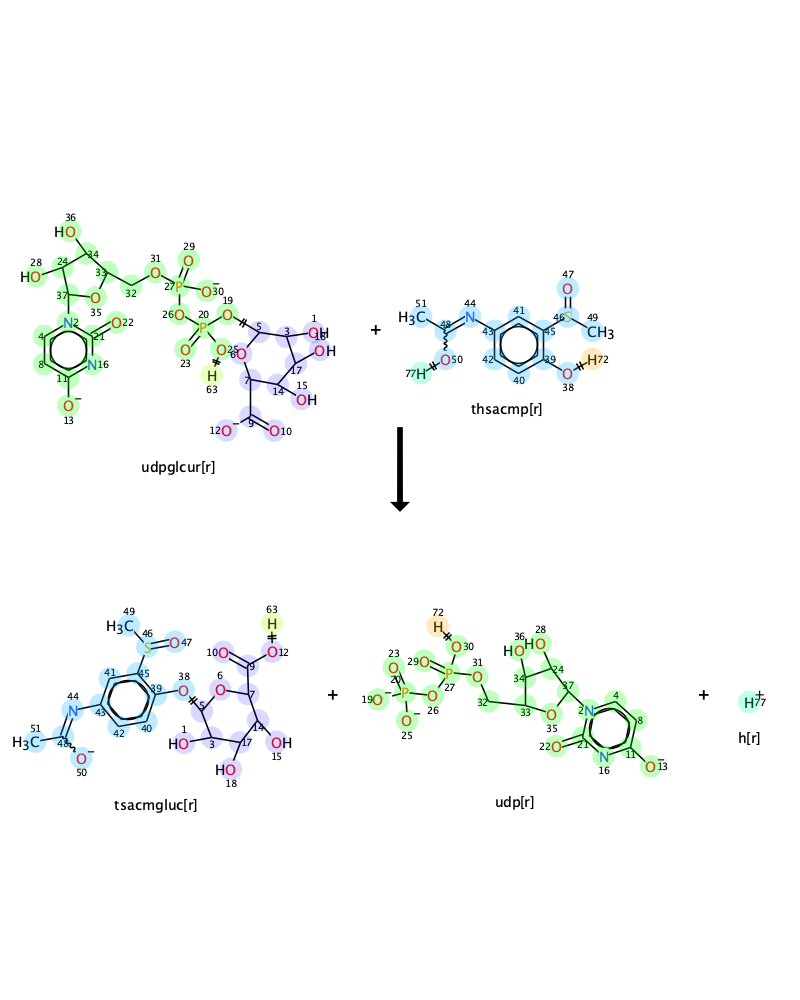 36
HO
28
HO
24
34
33
37
35
O
32
31
O
29
O
27
P
O
30
-
26
O
20
P
19
O
23
O
O
25
H
63
4
N
2
21
O
22
8
N
16
11
O
-
13
5
3
1
OH
18
OH
6
O
17
7
14
15
OH
12
O
-
9
O
10
udpglcur[r]
+
51
H3C
44
N
48
43
41
45
46
S
47
O
49
CH3
77
H
O
50
42
39
40
O
38
H
72
thsacmp[r]
49
H3C
46
S
O
47
63
H
44
N
41
45
39
38
O
43
42
40
51
H3C
48
O
-
50
10
O
9
O
12
6
O
7
5
1
HO
3
17
14
OH
15
HO
18
tsacmgluc[r]
+
72
H
23
O
29
O
O
30
20
P
27
P
19
O
-
O
26
31
O
O
-
25
32
36
HO
28
HO
34
24
37
33
O
35
2
N
4
8
22
O
21
N
16
11
O
-
13
udp[r]
+
H
+
77
h[r]